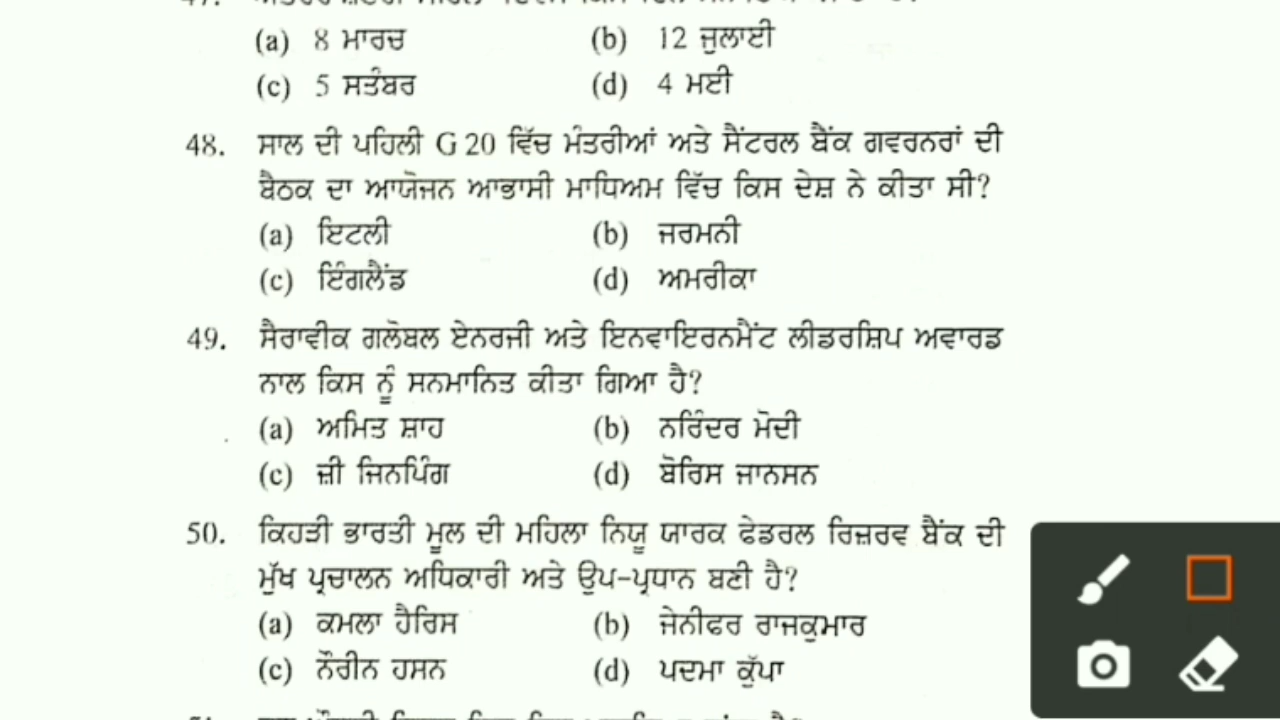 (a) 8 ਮਾਰਚ (b) 12 ਜੁਲਾਈ
(c) 5 ਸਤੰਬਰ (d) 4 ਮਈ
48. ਸਾਲ ਦੀ ਪਹਿਲੀ G 20 ਵਿੱਚ ਮੰਤਰੀਆਂ ਅਤੇ ਸੈਂਟਰਲ ਬੈਂਕ ਗਵਰਨਰਾਂ ਦੀ
ਬੈਠਕ ਦਾ ਆਯੋਜਨ ਆਭਾਸੀ ਮਾਧਿਅਮ ਵਿੱਚ ਕਿਸ ਦੇਸ਼ ਨੇ ਕੀਤਾ ਸੀ?
(a) ਇਟਲੀ (b) ਜਰਮਨੀ
(c) ਇੰਗਲੈਂਡ (d) ਅਮਰੀਕਾ
49. ਸੈਰਾਵੀਕ ਗਲੋਬਲ ਏਨਰਜੀ ਅਤੇ ਇਨਵਾਇਰਨਮੈਂਟ ਲੀਡਰਸ਼ਿਪ ਅਵਾਰਡ
ਨਾਲ ਕਿਸ ਨੂੰ ਸਨਮਾਨਿਤ ਕੀਤਾ ਗਿਆ ਹੈ?
(a) ਅਮਿਤ ਸ਼ਾਹ (b) ਨਰਿੰਦਰ ਮੋਦੀ
(c) ਜ਼ੀ ਜਿਨਪਿੰਗ (d) ਬੋਰਿਸ ਜਾਨਸਨ
50. ਕਿਹੜੀ ਭਾਰਤੀ ਮੂਲ ਦੀ ਮਹਿਲਾ ਨਿਯੂ ਯਾਰਕ ਫੇਡਰਲ ਰਿਜ਼ਰਵ ਬੈਂਕ ਦੀ
ਮੁੱਖ ਪ੍ਰਚਾਲਨ ਅਧਿਕਾਰੀ ਅਤੇ ਉਪ-ਪ੍ਰਧਾਨ ਬਣੀ ਹੈ?
(a) ਕਮਲਾ ਹੈਰਿਸ (b) ਜੇਨੀਫਰ ਰਾਜਕੁਮਾਰ
(c) ਨੌਰੀਨ ਹਸਨ (d) ਪਦਮਾ ਕੁੱਪਾ